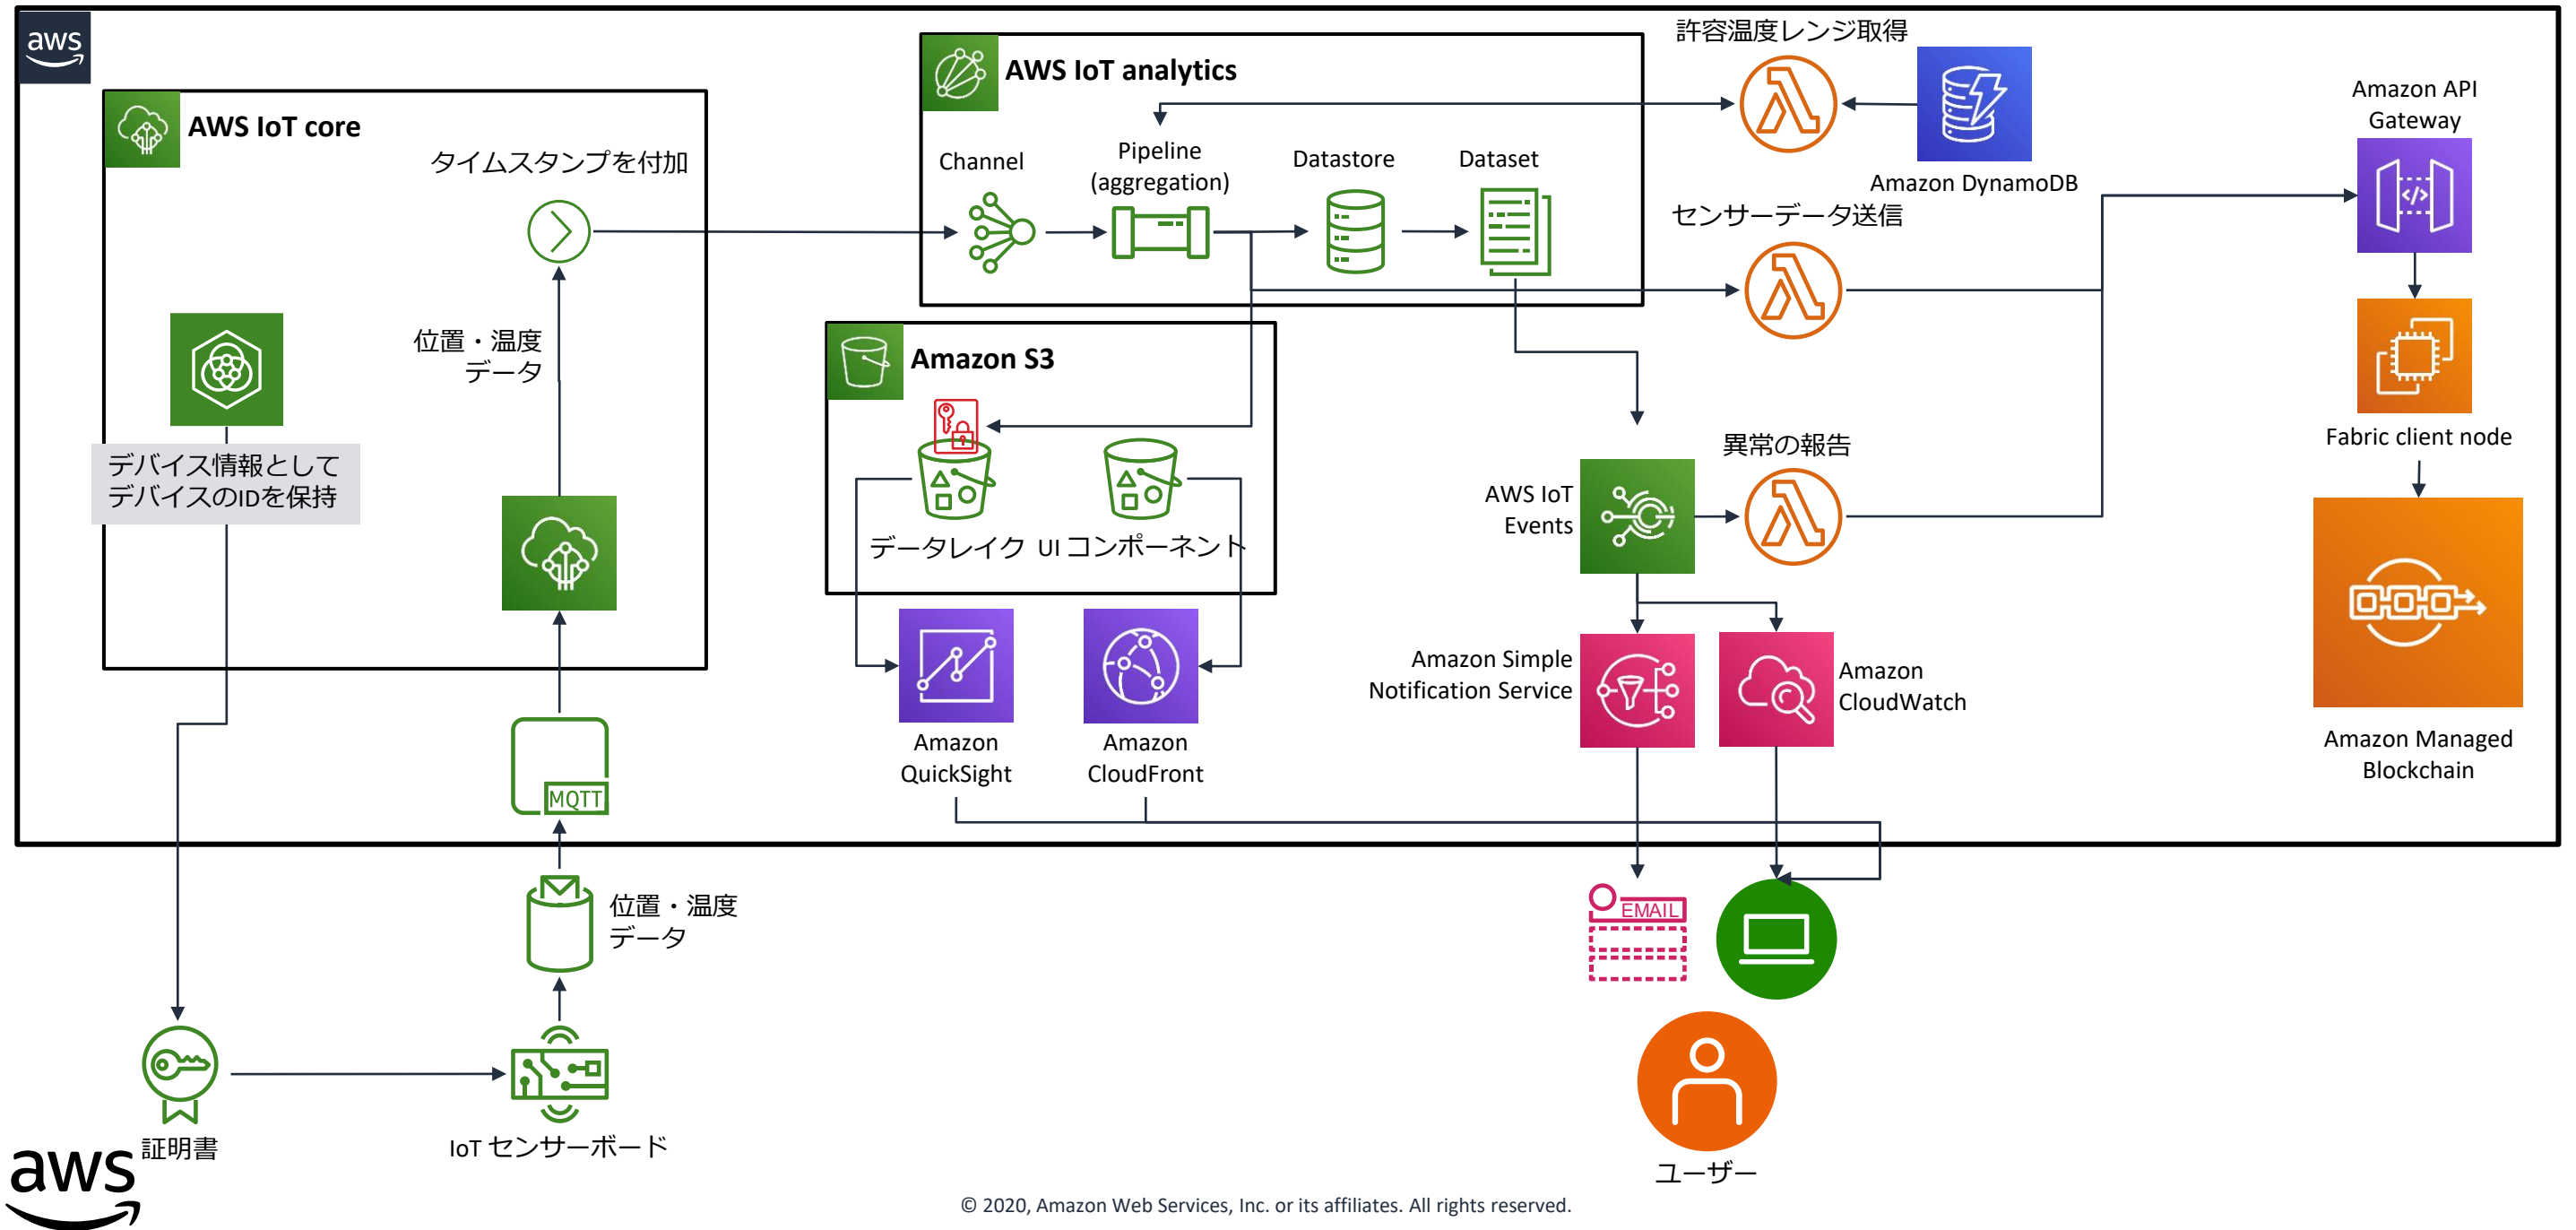 aws
AWS IoT core
タイムスタンプを付加
位置・温度
データ
デバイス情報として
デバイスのIDを保持
MQTT
位置・温度
データ
証明書
IoT センサーボード
AWS IoT analytics
Channel
Pipeline
(aggregation)
Datastore
Dataset
Amazon S3
データレイク
UI コンポーネント
Amazon
QuickSight
Amazon
CloudFront
許容温度レンジ取得
Amazon DynamoDB
センサーデータ送信
異常の報告
AWS IoT
Events
Amazon Simple
Notification Service
Amazon
CloudWatch
EMAIL
ユーザー
Amazon API
Gateway
</>
Fabric client node
Amazon Managed
Blockchain
aws
© 2020, Amazon Web Services, Inc. or its affiliates. All rights reserved.